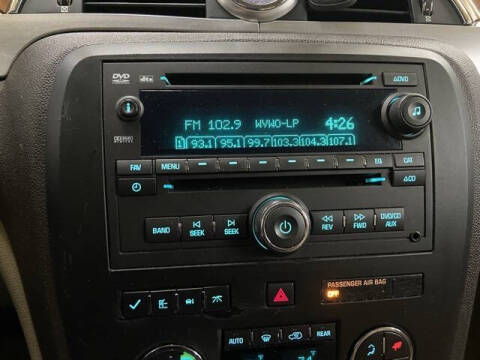 DVD
DVD
FM 102.9 WVWO-LP 4:26
1 93.1 95.1 99.7 103.3 104.3 107.1
FAV MENU EQ CAT
CD
BAND SEEK SEEK REV FWD DVD/CD AUX
PASSENGER AIR BAG
OFF
AUTO REAR